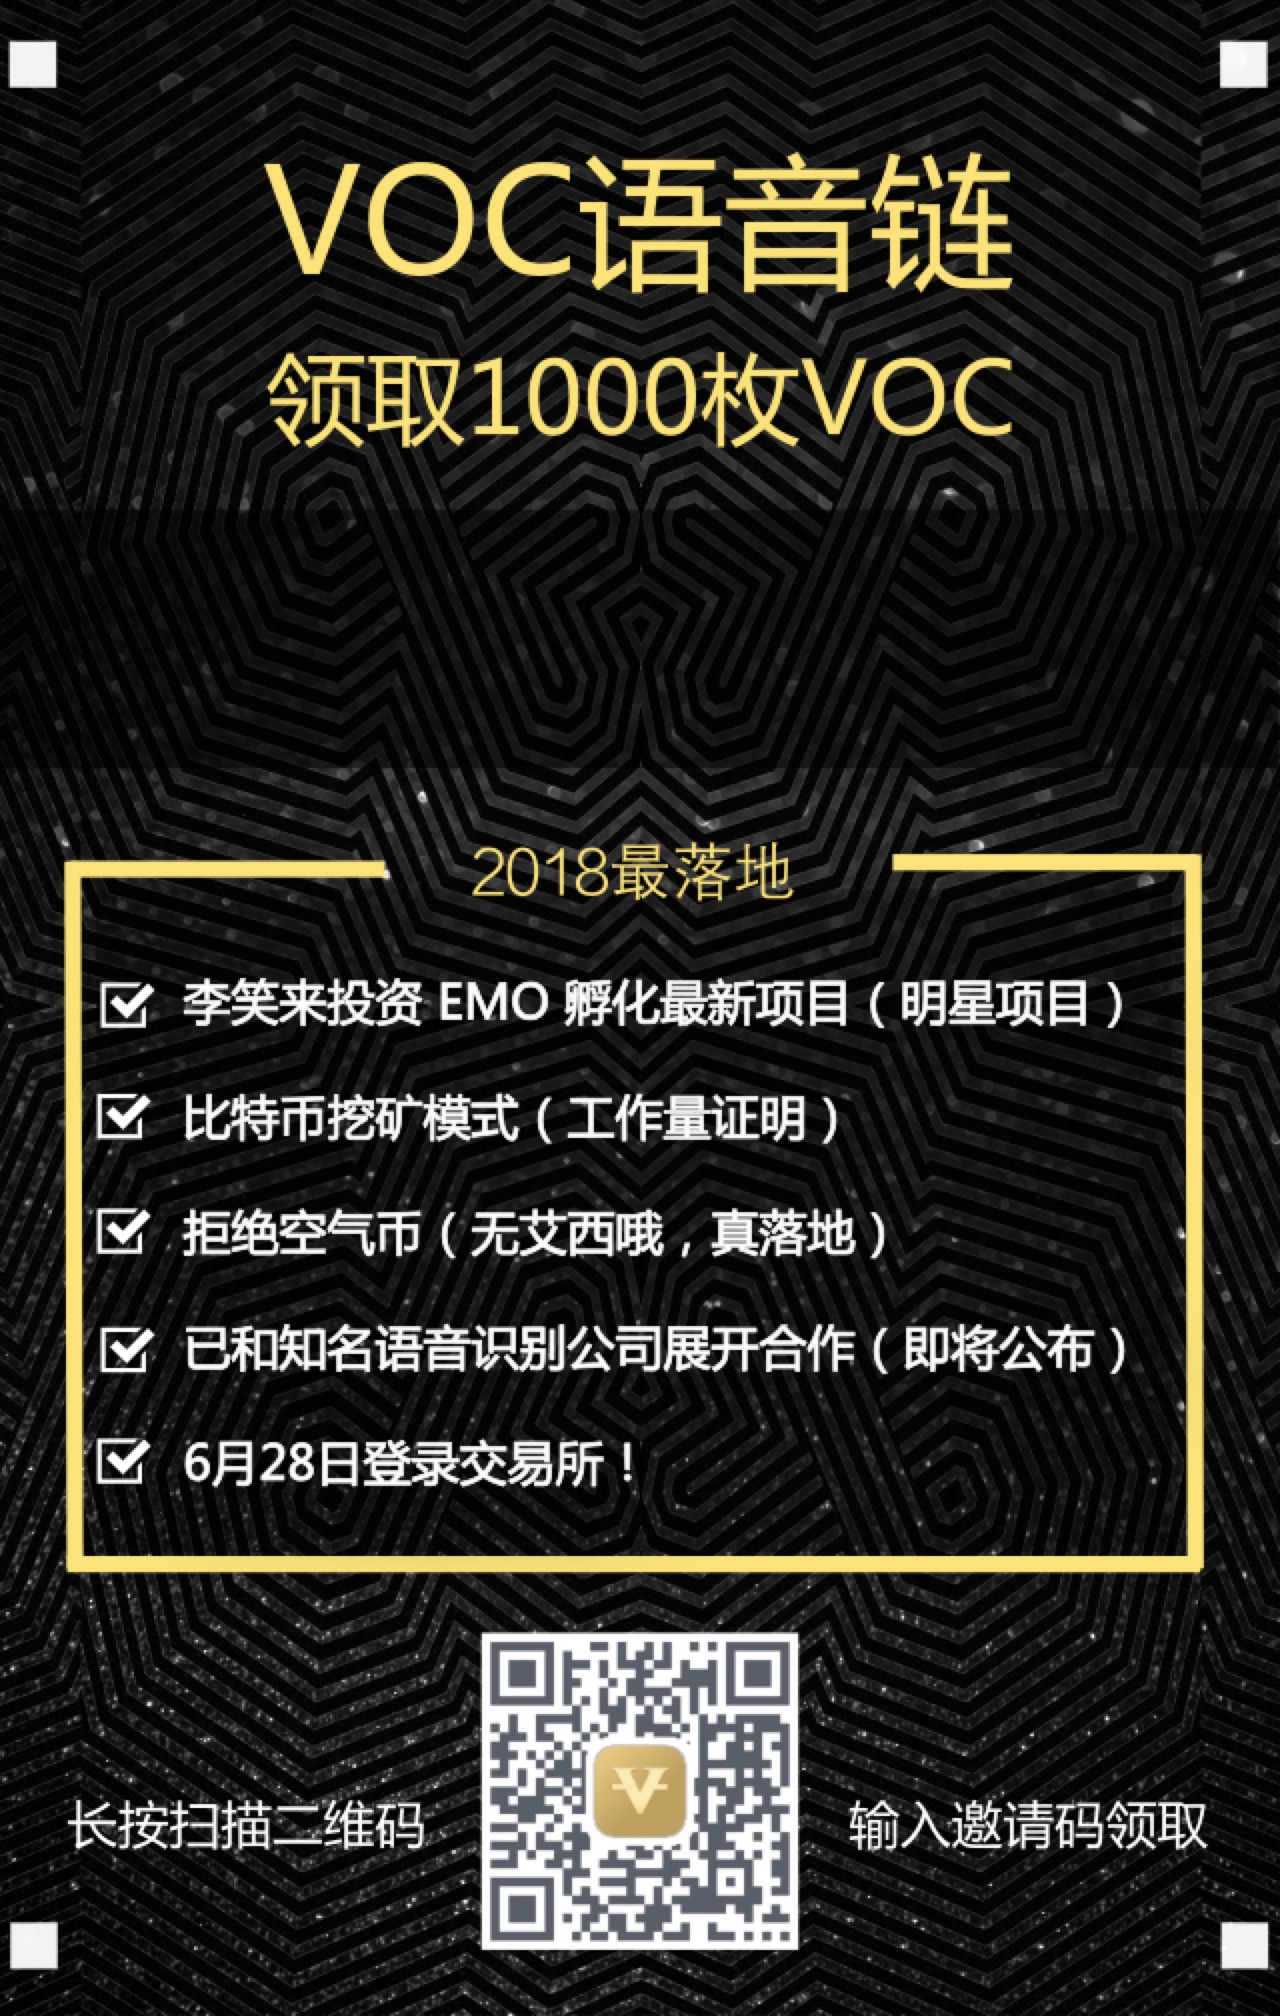 VOC语音链
领取1000枚VOC
2018最落地
李笑来投资 EMO 孵化最新项目（明星项目）
比特币挖矿模式（工作量证明）
拒绝空气币（无艾西哦，真落地）
已和知名语音识别公司展开合作（即将公布）
6月28日登录交易所！
长按扫描二维码
输入邀请码领取